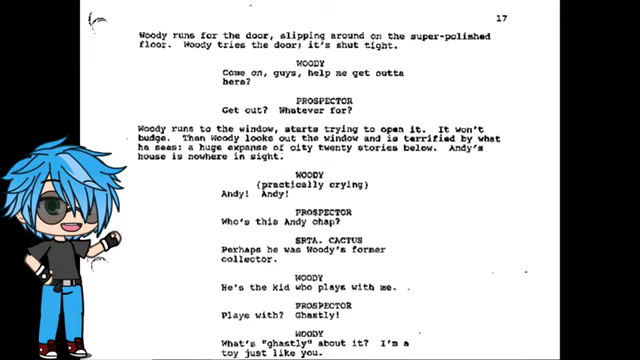 17
Woody runs for the door, slipping around on the super-polished
floor. Woody tries the door; it's shut tight.
WOODY
Come on, guys, help me get outta
here?
PROSPECTOR
Get out? Whatever for?
Woody runs to the window, starts trying to open it. It won't
budge. Then Woody looks out the window and is terrified by what
he sees: a huge expanse of city twenty stories below. Andy's
house is nowhere in sight.
WOODY
(practically crying)
Andy! Andy!
PROSPECTOR
Who's this Andy chap?
SRTA. CACTUS
Perhaps he was Woody's former
collector.
WOODY
He's the kid who plays with me.
PROSPECTOR
Plays with? Ghastly!
WOODY
What's "ghastly" about it? I'm a
toy just like you.